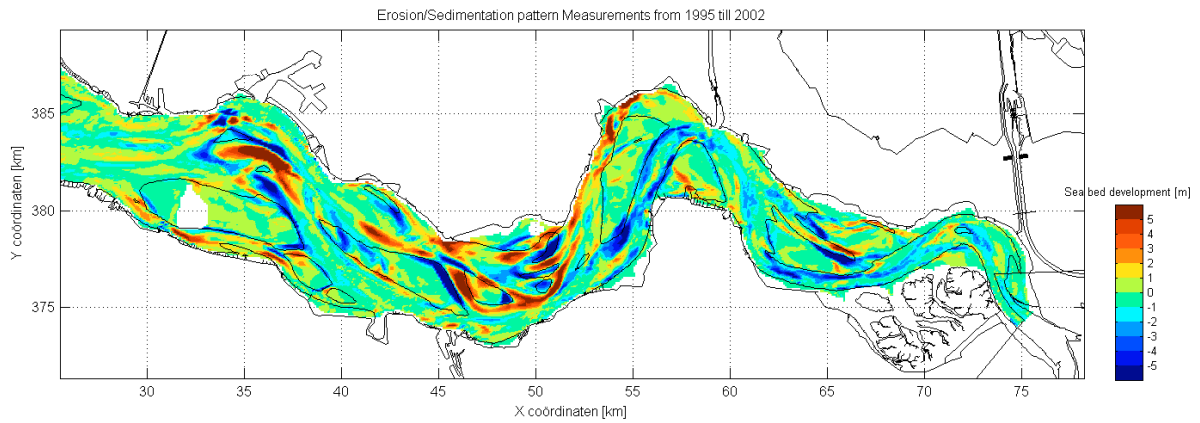 Erosion/Sedimentation pattern Measurements from 1995 till 2002
385
380
375
Y coördinaten [km]
30 35 40 45 50 55 60 65 70 75
X coördinaten [km]
Sea bed development [m]
5
4
3
2
1
0
-1
-2
-3
-4
-5